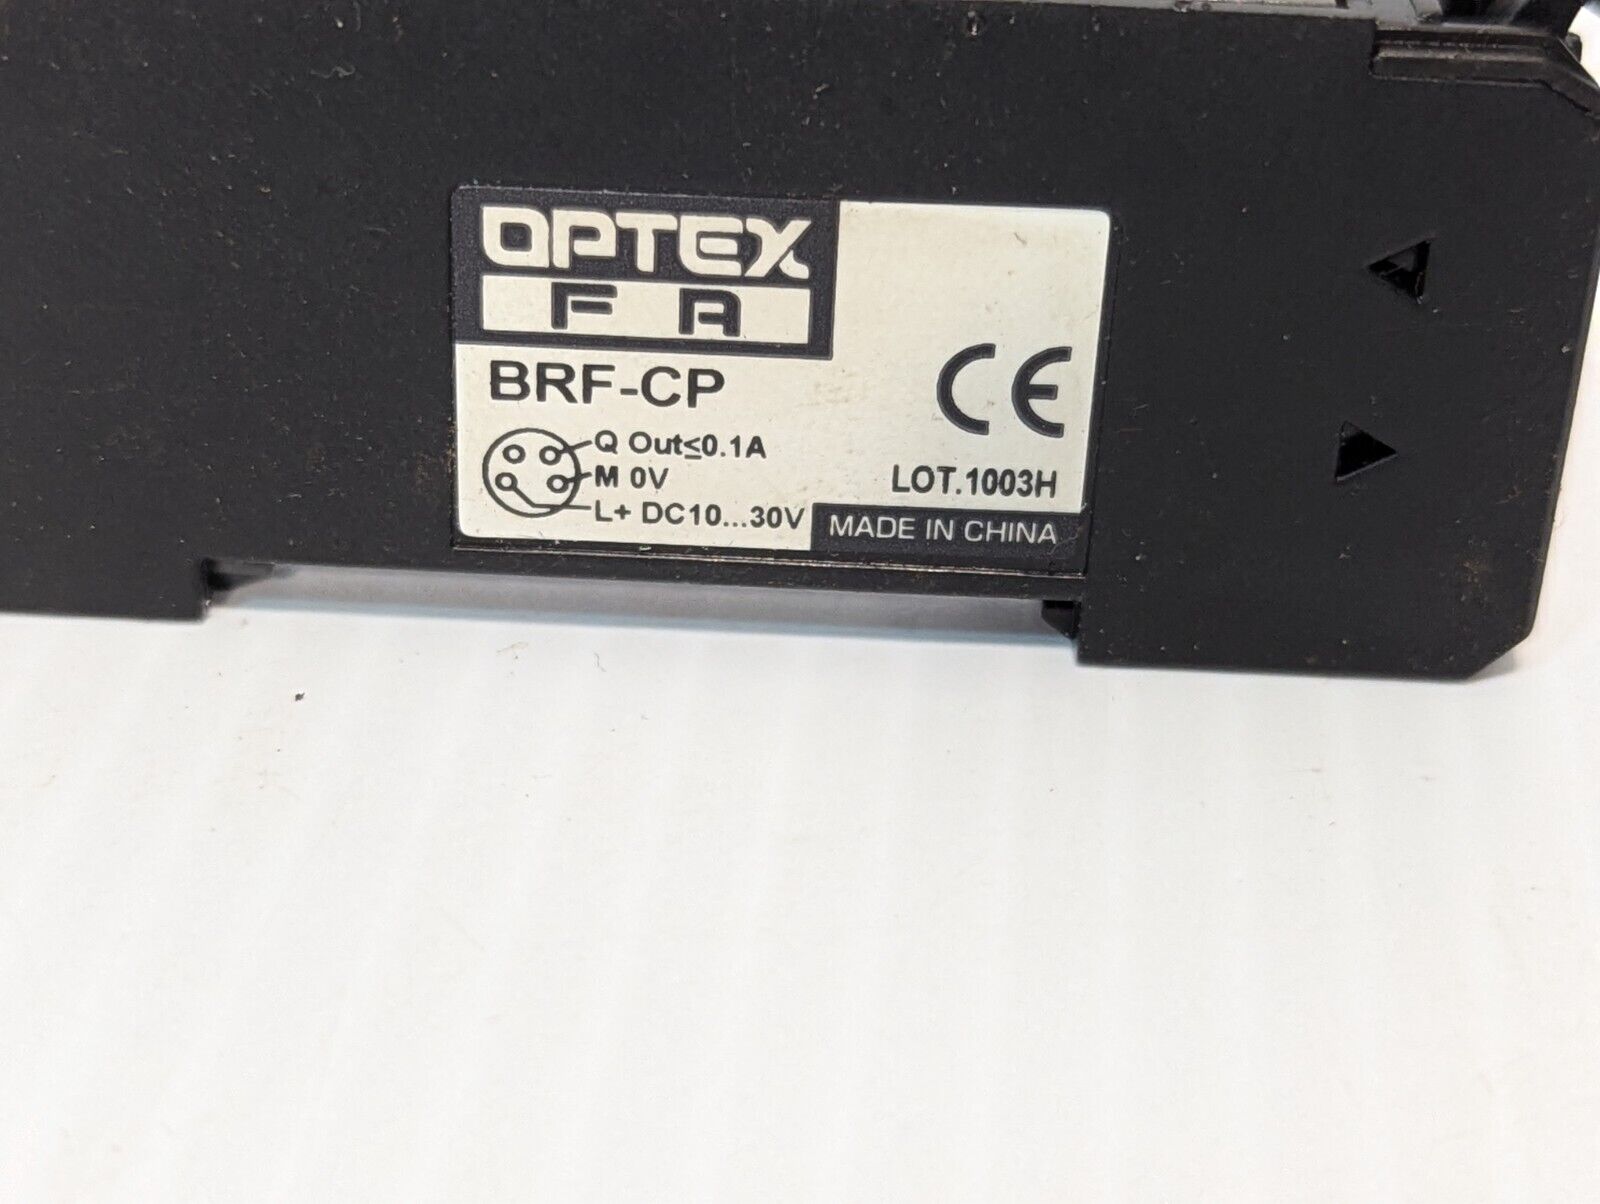 OPTEX
FA
BRF-CP
CE
Q Out≤0.1A
M 0V
L+ DC10...30V
LOT.1003H
MADE IN CHINA